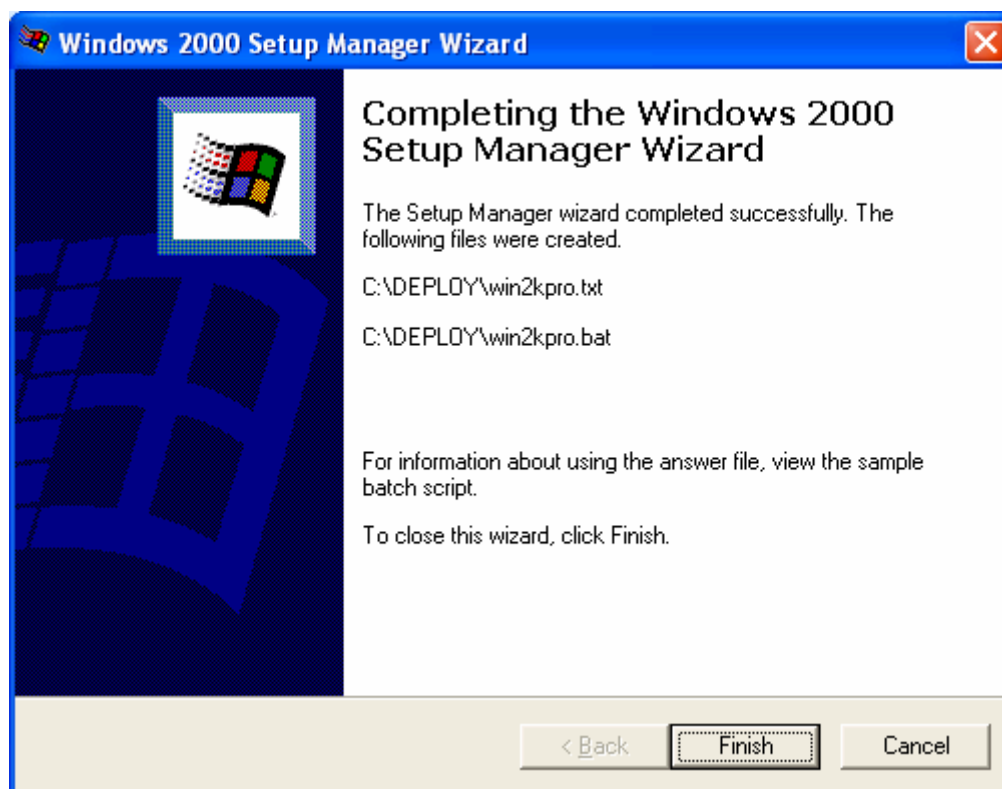 Windows 2000 Setup Manager Wizard
Completing the Windows 2000
Setup Manager Wizard
The Setup Manager wizard completed successfully. The
following files were created.
C:\DEPLOY\win2kpro.txt
C:\DEPLOY\win2kpro.bat
For information about using the answer file, view the sample
batch script.
To close this wizard, click Finish.
< Back Finish Cancel